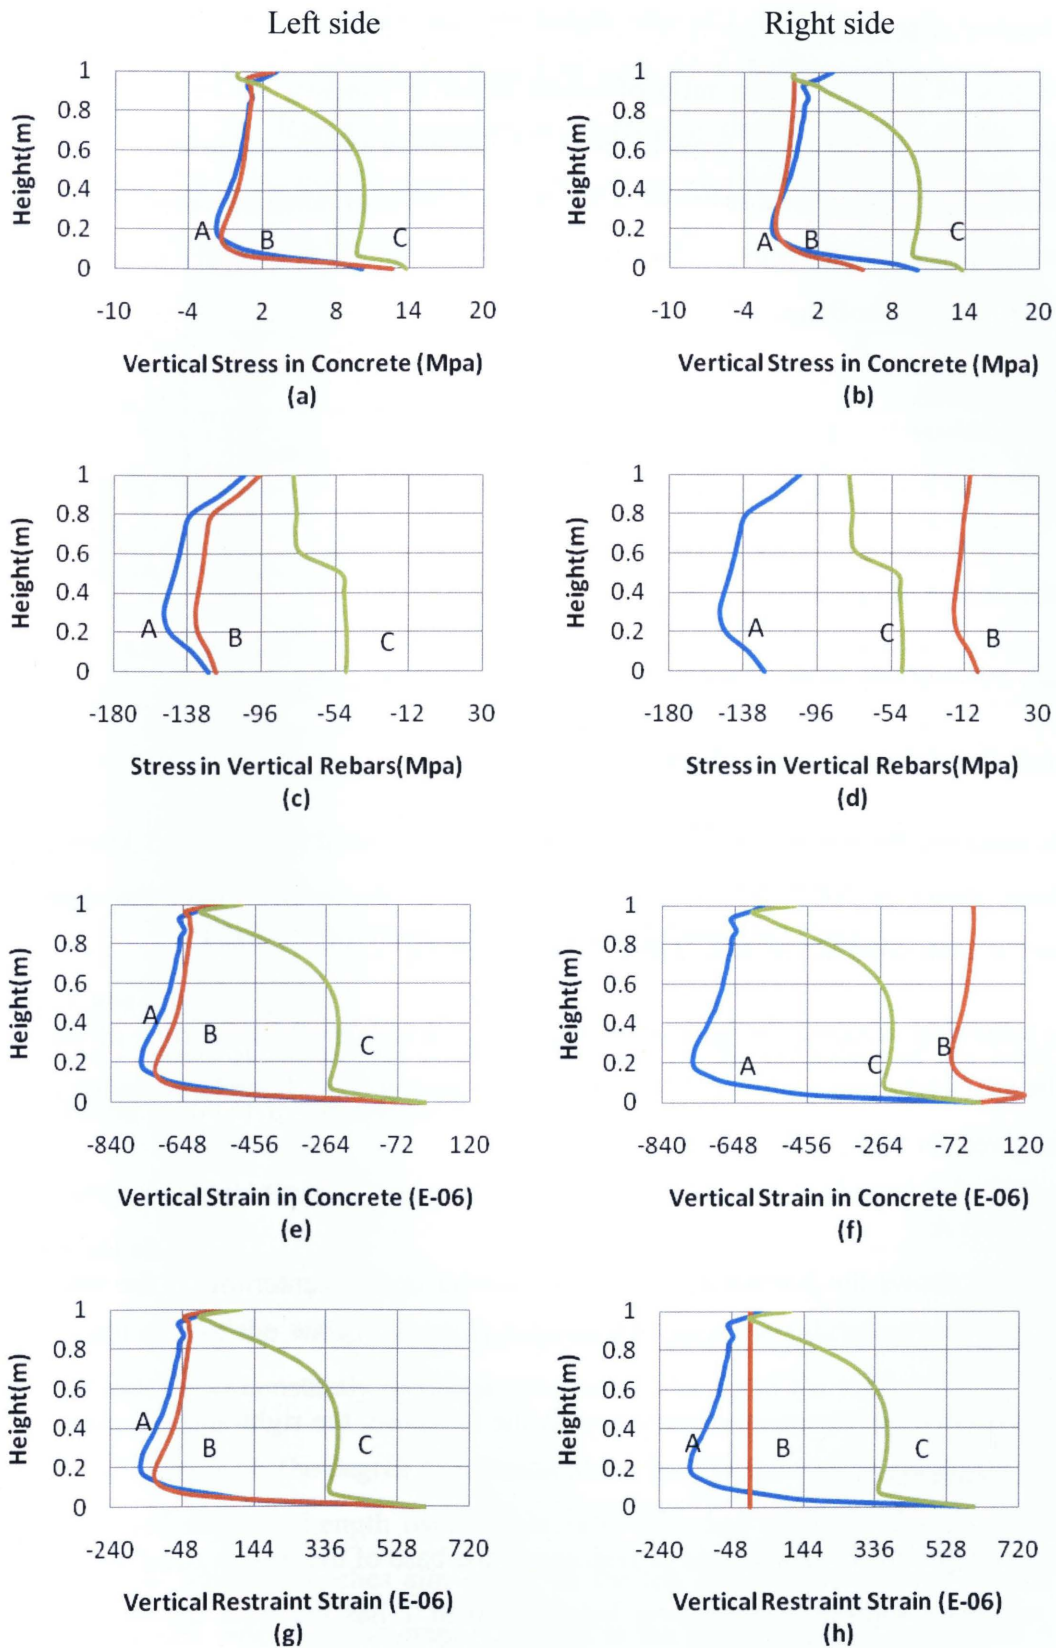 Left side
Right side
Height(m)
1
0.8
0.6
0.4
0.2
0
A
B
C
-10 -4 2 8 14 20
Vertical Stress in Concrete (Mpa)
(a)
Height(m)
1
0.8
0.6
0.4
0.2
0
A
B
C
-10 -4 2 8 14 20
Vertical Stress in Concrete (Mpa)
(b)
Height(m)
1
0.8
0.6
0.4
0.2
0
A
B
C
-180 -138 -96 -54 -12 30
Stress in Vertical Rebars(Mpa)
(c)
Height(m)
1
0.8
0.6
0.4
0.2
0
A
C
B
-180 -138 -96 -54 -12 30
Stress in Vertical Rebars(Mpa)
(d)
Height(m)
1
0.8
0.6
0.4
0.2
0
A
B
C
-840 -648 -456 -264 -72 120
Vertical Strain in Concrete (E-06)
(e)
Height(m)
1
0.8
0.6
0.4
0.2
0
A
C
B
-840 -648 -456 -264 -72 120
Vertical Strain in Concrete (E-06)
(f)
Height(m)
1
0.8
0.6
0.4
0.2
0
A
B
C
-240 -48 144 336 528 720
Vertical Restraint Strain (E-06)
(g)
Height(m)
1
0.8
0.6
0.4
0.2
0
A
B
C
-240 -48 144 336 528 720
Vertical Restraint Strain (E-06)
(h)